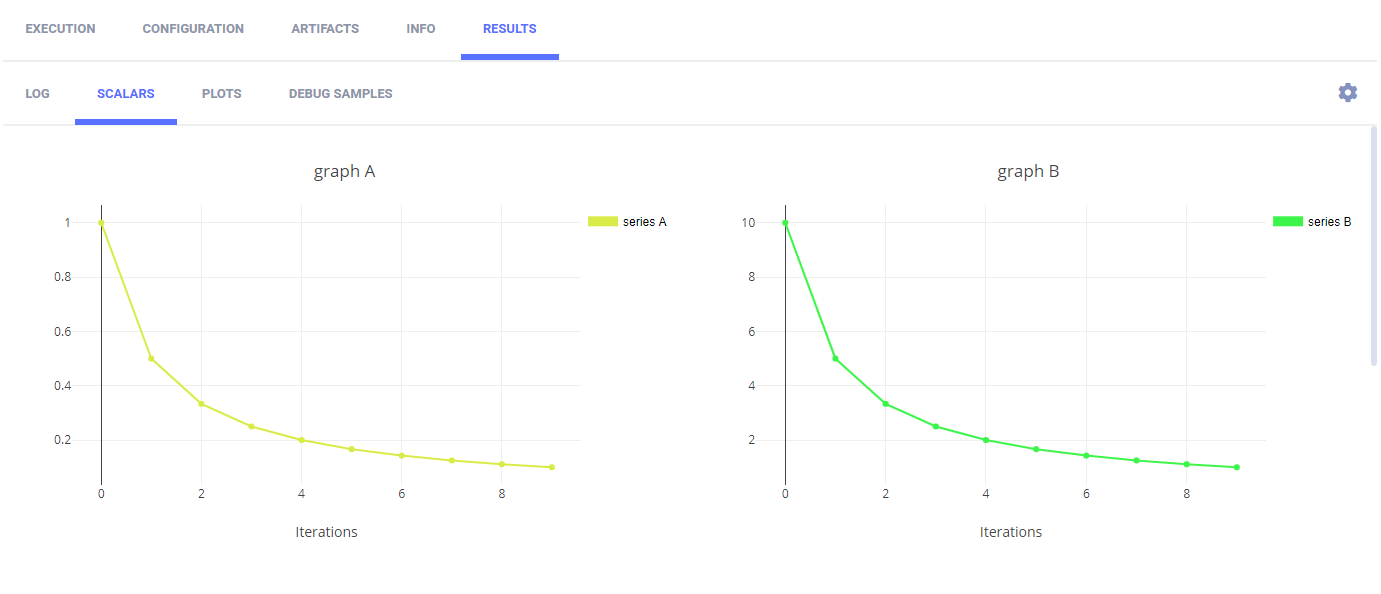 EXECUTION CONFIGURATION ARTIFACTS INFO RESULTS
LOG SCALARS PLOTS DEBUG SAMPLES
graph A
1
0.8
0.6
0.4
0.2
0 2 4 6 8
Iterations
series A
graph B
10
8
6
4
2
0 2 4 6 8
Iterations
series B